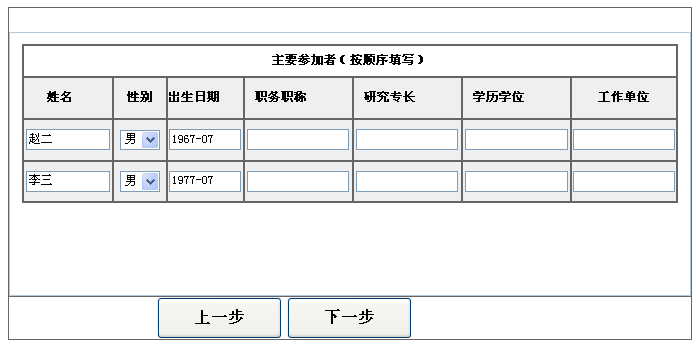 主要参加者（按顺序填写）
姓名 性别 出生日期 职务职称 研究专长 学历学位 工作单位
赵二 男 1967-07
李三 男 1977-07
上一步 下一步